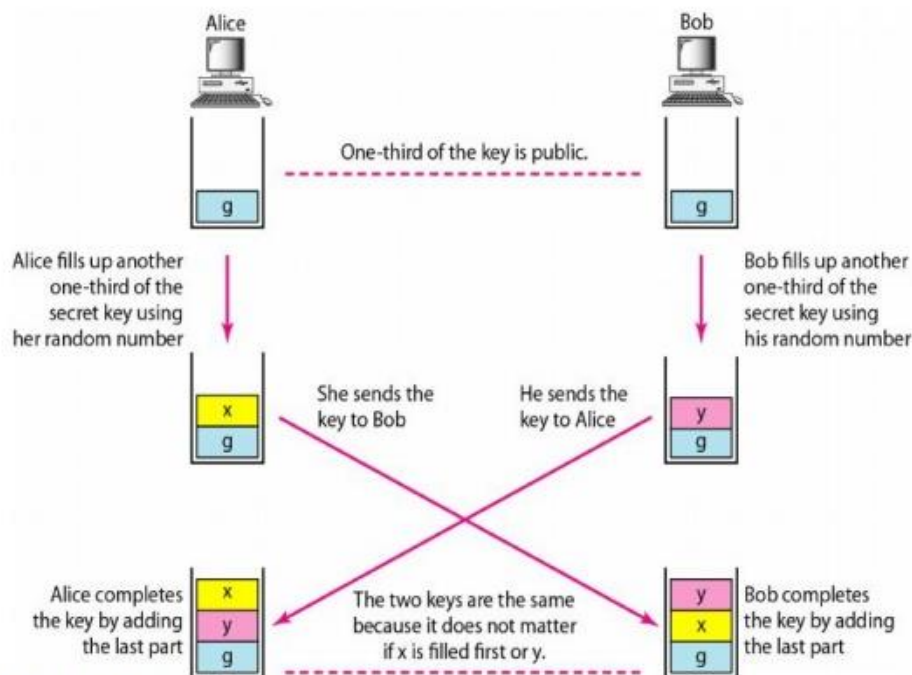 Alice
Bob
One-third of the key is public.
g
g
Alice fills up another
one-third of the
secret key using
her random number
Bob fills up another
one-third of the
secret key using
his random number
x
g
She sends the
key to Bob
He sends the
key to Alice
y
g
Alice completes
the key by adding
the last part
x
y
g
The two keys are the same
because it does not matter
if x is filled first or y.
y
x
g
Bob completes
the key by adding
the last part